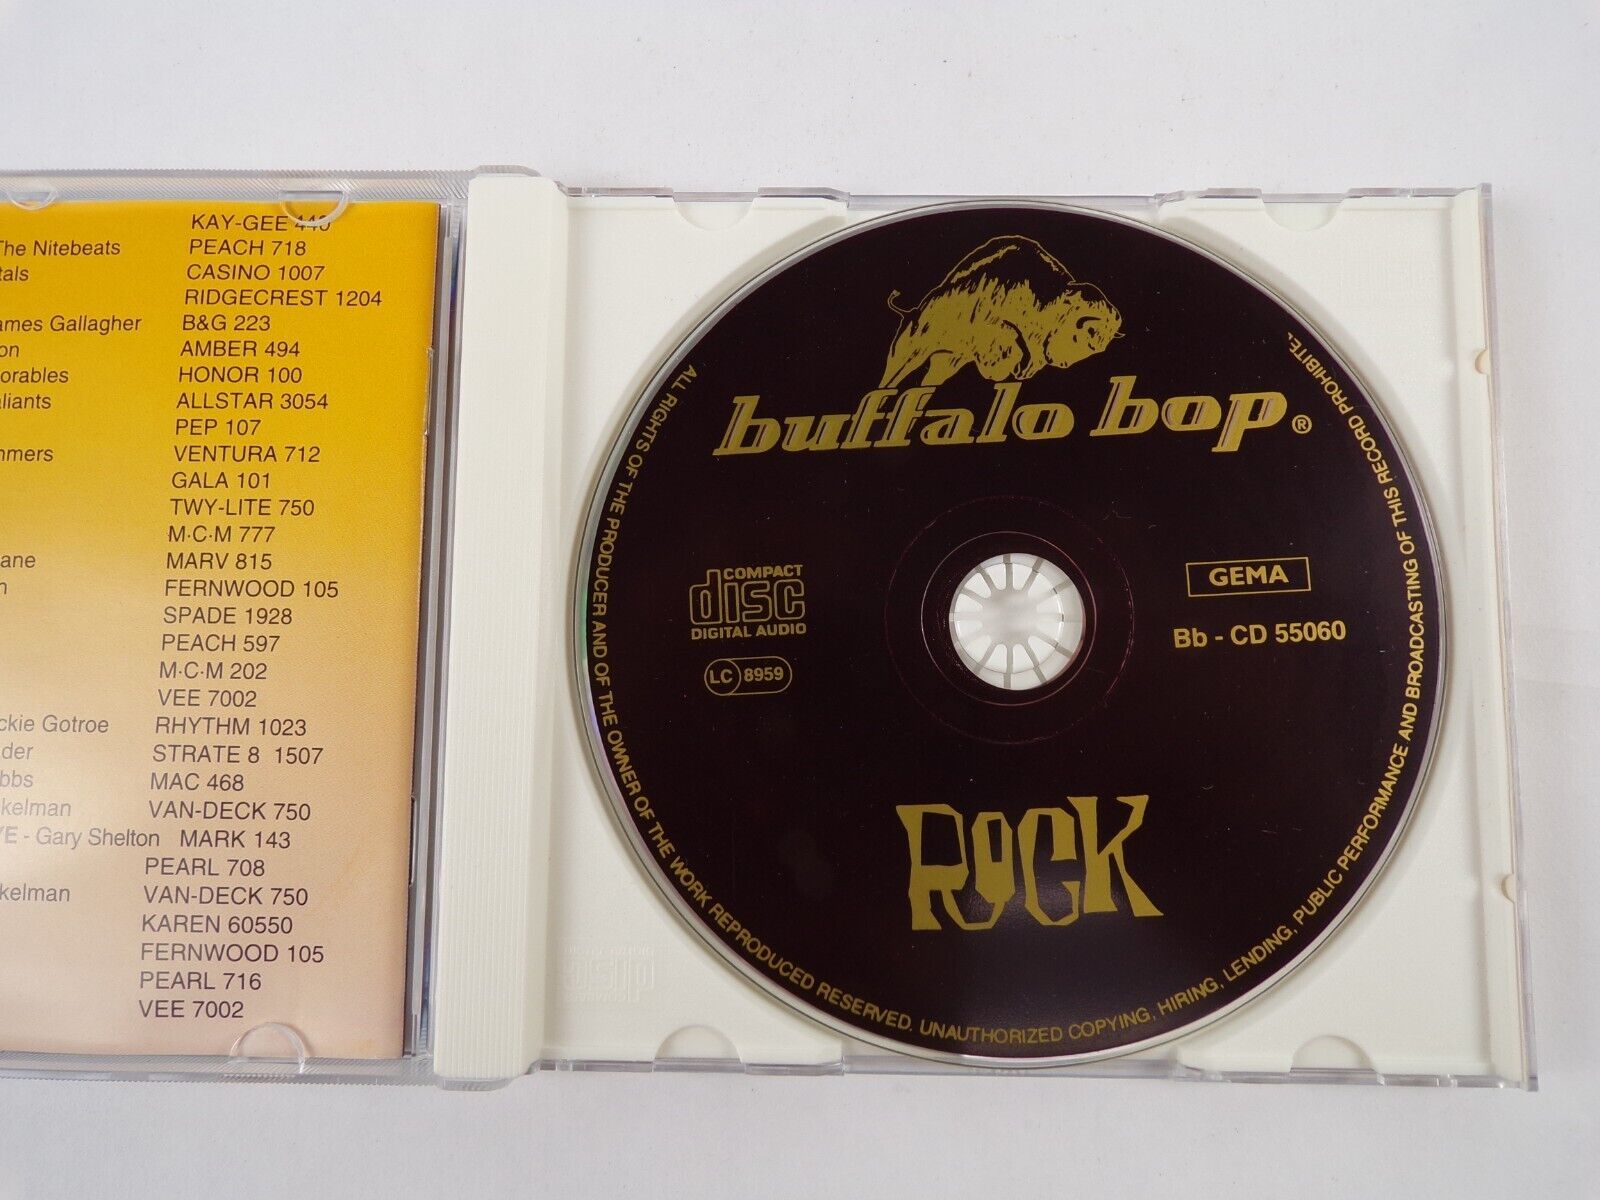 KAY-GEE 440
The Nitebeats PEACH 718
tals CASINO 1007
RIDGECREST 1204
ames Gallagher B&G 223
on AMBER 494
orables HONOR 100
aliants ALLSTAR 3054
PEP 107
mmers VENTURA 712
GALA 101
TWY-LITE 750
M·C·M 777
ane MARV 815
n FERNWOOD 105
SPADE 1928
PEACH 597
M·C·M 202
VEE 7002
ckie Gotroe RHYTHM 1023
der STRATE 8 1507
bbs MAC 468
kelman VAN-DECK 750
VE - Gary Shelton MARK 143
PEARL 708
kelman VAN-DECK 750
KAREN 60550
FERNWOOD 105
PEARL 716
VEE 7002
buffalo bop ®
COMPACT
disc
DIGITAL AUDIO
LC 8959
GEMA
Bb - CD 55060
ROCK
ALL RIGHTS OF THE PRODUCER AND OF THE OWNER OF THE WORK REPRODUCED RESERVED. UNAUTHORIZED COPYING, HIRING, LENDING, PUBLIC PERFORMANCE AND BROADCASTING OF THIS RECORD PROHIBITE.